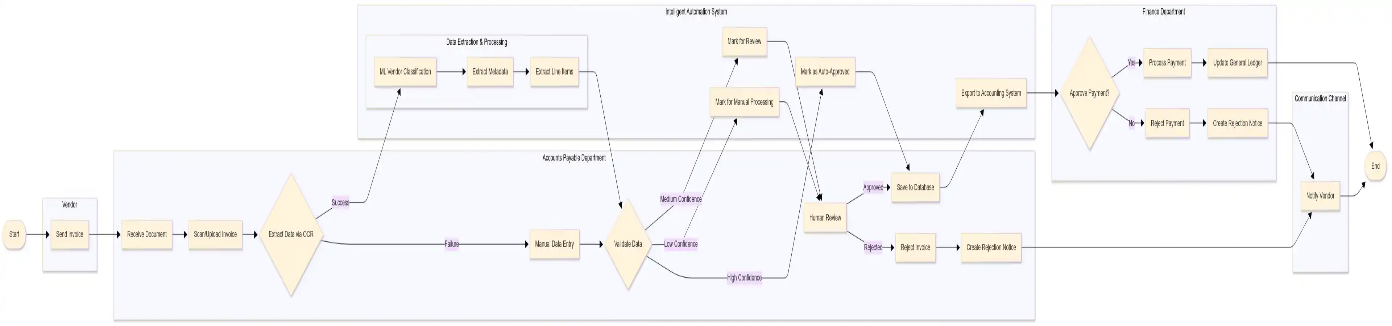 Intelligent Automation System
Finance Department
Data Extraction & Processing
Mark for Review
ML Vendor Classification
Extract Metadata
Extract Line Items
Mark as Auto-Approved
Yes
Process Payment
Update General Ledger
Mark for Manual Processing
Export to Accounting System
Approve Payment?
Communication Channel
No
Reject Payment
Create Rejection Notice
Accounts Payable Department
End
Vendor
Success
Medium Confidence
Approved
Save to Database
Notify Vendor
Start
Send Invoice
Receive Document
Scan/Upload Invoice
Extract Data via OCR
Human Review
Failure
Manual Data Entry
Validate Data
Low Confidence
Rejected
Reject Invoice
Create Rejection Notice
High Confidence